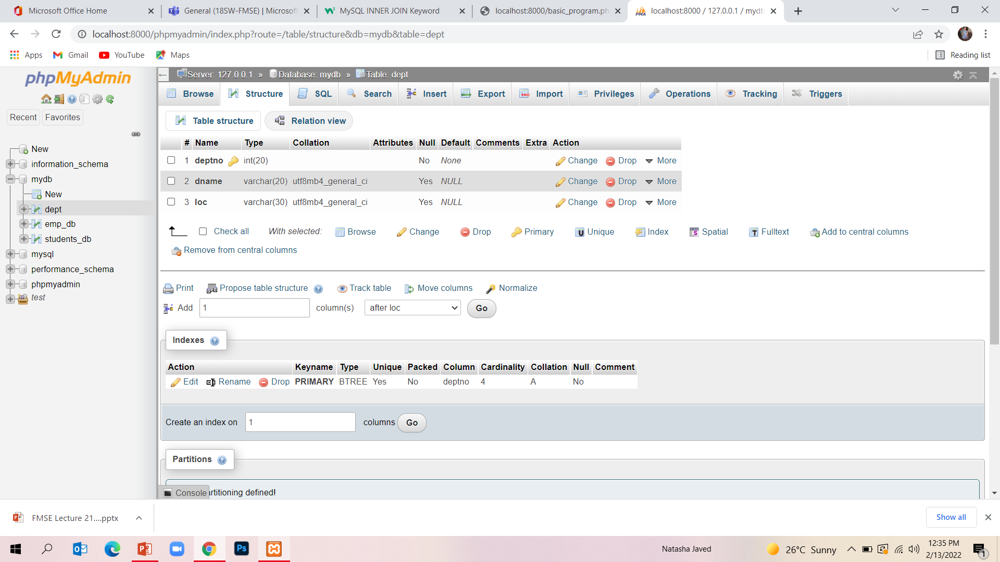 Microsoft Office Home
General (18SW-FMSE) | Microsoft
MySQL INNER JOIN Keyword
localhost:8000/basic_program.ph
PMA localhost:8000 / 127.0.0.1 / mydb
localhost:8000/phpmyadmin/index.php?route=/table/structure&db=mydb&table=dept
Apps Gmail YouTube Maps Reading list
phpMyAdmin
Recent Favorites
New
information_schema
mydb
New
dept
emp_db
students_db
mysql
performance_schema
phpmyadmin
test
Server: 127.0.0.1 » Database: mydb » Table: dept
Browse Structure SQL Search Insert Export Import Privileges Operations Tracking Triggers
Table structure Relation view
# Name Type Collation Attributes Null Default Comments Extra Action
1 deptno int(20) No None Change Drop More
2 dname varchar(20) utf8mb4_general_ci Yes NULL Change Drop More
3 loc varchar(30) utf8mb4_general_ci Yes NULL Change Drop More
Check all With selected: Browse Change Drop Primary Unique Index Spatial Fulltext Add to central columns
Remove from central columns
Print Propose table structure Track table Move columns Normalize
Add 1 column(s) after loc Go
Indexes
Action Keyname Type Unique Packed Column Cardinality Collation Null Comment
Edit Rename Drop PRIMARY BTREE Yes No deptno 4 A No
Create an index on 1 columns Go
Partitions
Console artitioning defined!
FMSE Lecture 21....pptx
Show all
Natasha Javed
26°C Sunny
12:35 PM
2/13/2022
1